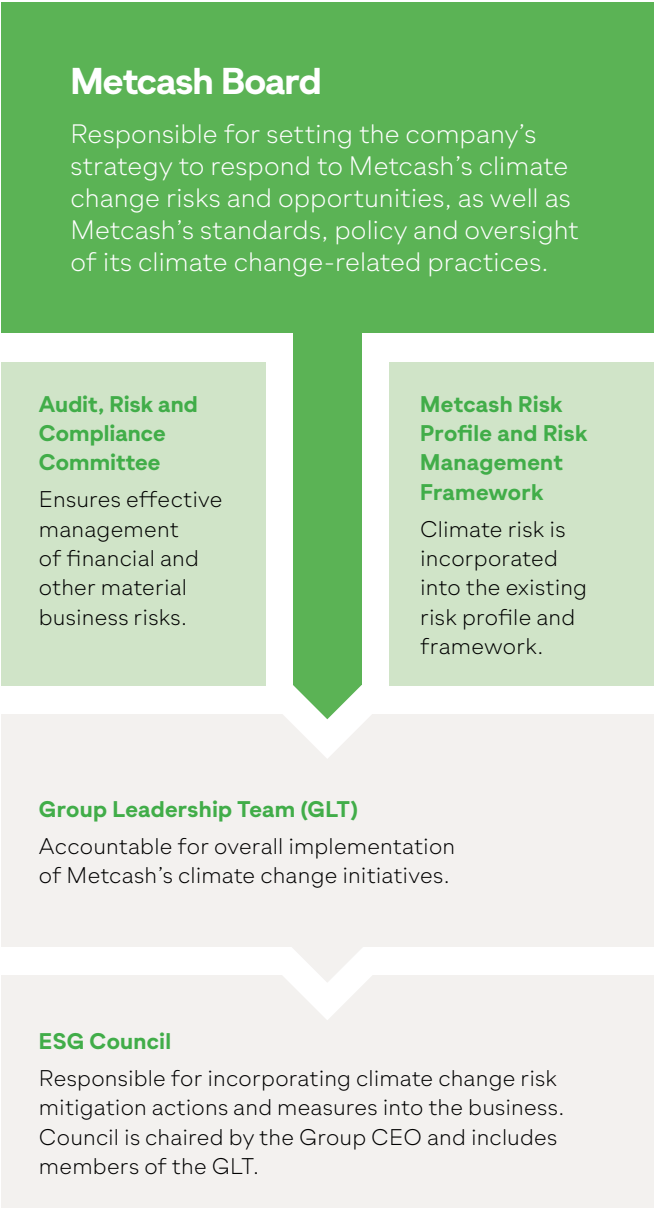 Metcash Board
Responsible for setting the company’s
strategy to respond to Metcash’s climate
change risks and opportunities, as well as
Metcash’s standards, policy and oversight
of its climate change-related practices.
Audit, Risk and
Compliance
Committee
Ensures effective
management
of financial and
other material
business risks.
Metcash Risk
Profile and Risk
Management
Framework
Climate risk is
incorporated
into the existing
risk profile and
framework.
Group Leadership Team (GLT)
Accountable for overall implementation
of Metcash’s climate change initiatives.
ESG Council
Responsible for incorporating climate change risk
mitigation actions and measures into the business.
Council is chaired by the Group CEO and includes
members of the GLT.